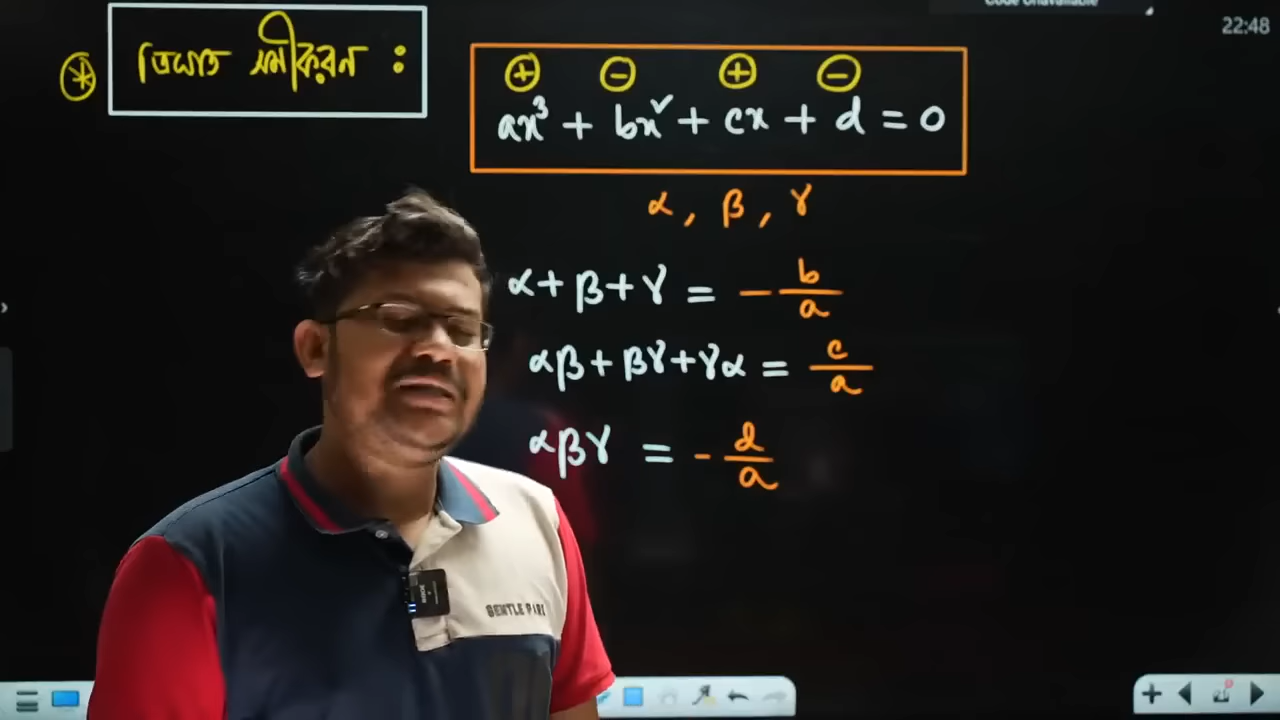 22:48
ত্রিঘাত সমীকরণ :
⊕ ⊖ ⊕ ⊖
ax³ + bx² + cx + d = 0
α, β, γ
α+β+γ = -b/a
αβ+βγ+γα = c/a
αβγ = -d/a
GENTLE PARK